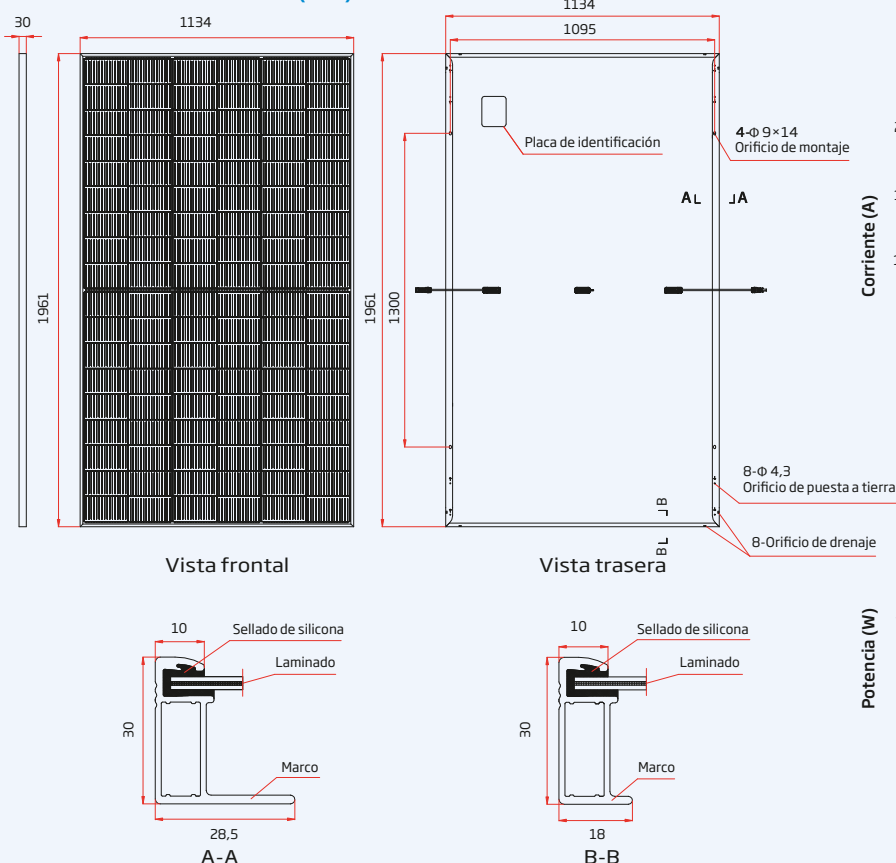 30
1134
1961
Vista frontal
1134
1095
Placa de identificación
4-Φ 9×14
Orificio de montaje
A
A
1961
1300
8-Φ 4,3
Orificio de puesta a tierra
B
B
8-Orificio de drenaje
Vista trasera
Corriente (A)
Potencia (W)
10
Sellado de silicona
Laminado
30
Marco
28,5
A-A
10
Sellado de silicona
Laminado
30
Marco
18
B-B